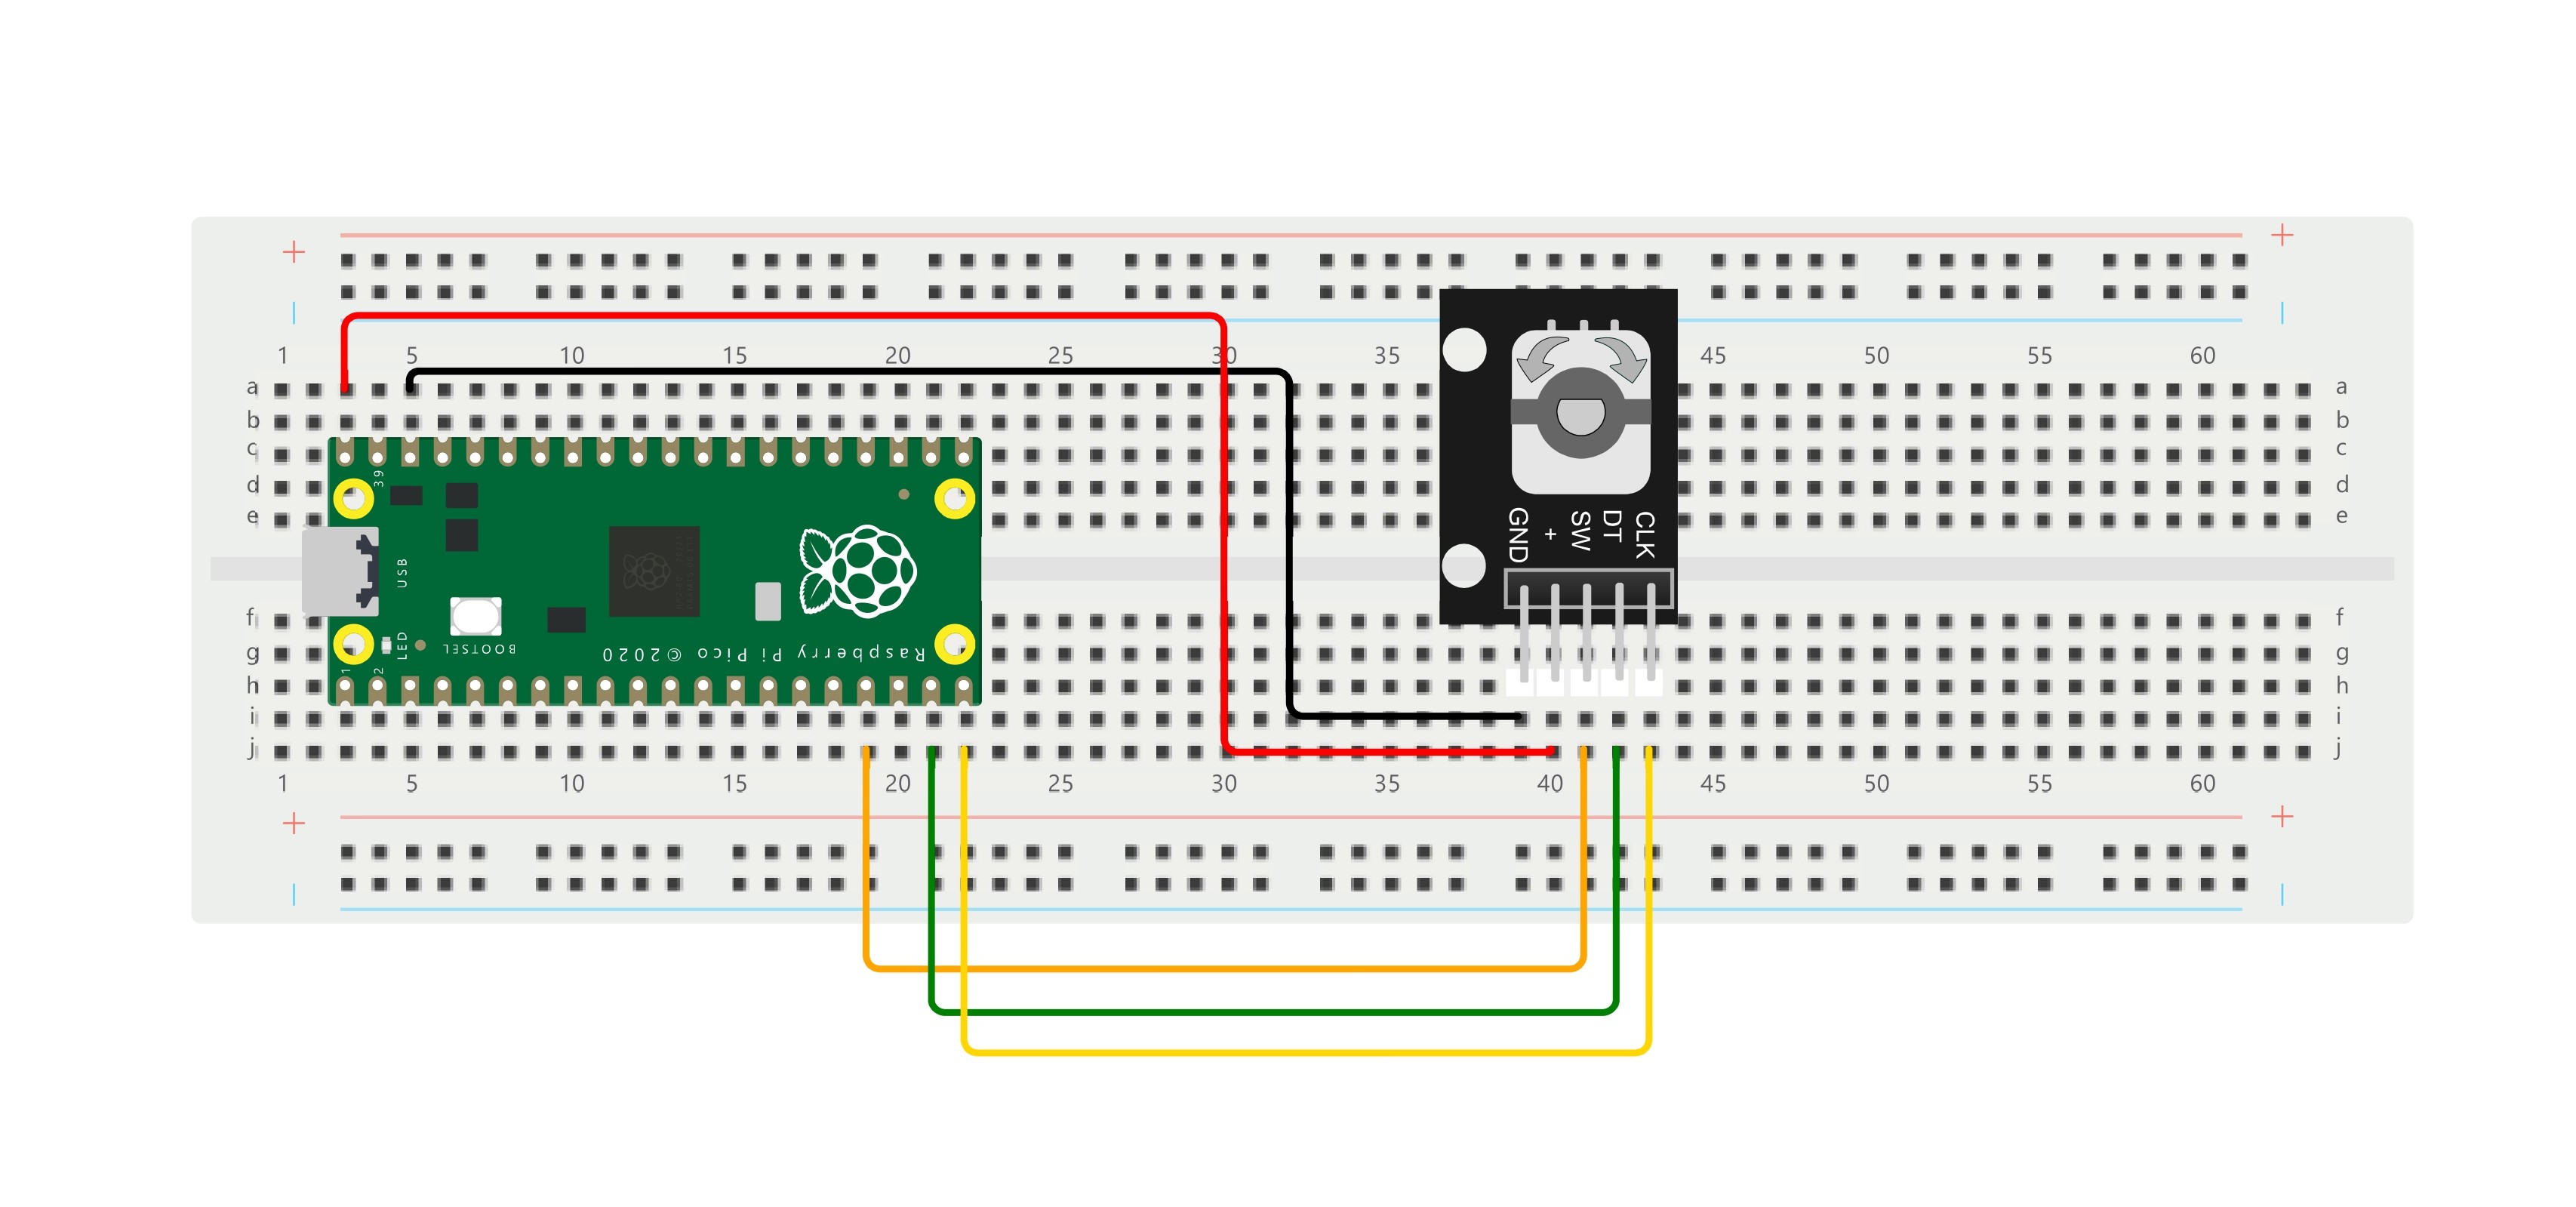 + +
| |
1 5 10 15 20 25 30 35 45 50 55 60
a a
b b
c c
d d
e e
39
GND + SW DT CLK
USB
f f
LED
BOOTSEL
Raspberry Pi Pico ©2020
g g
1 2
h h
i i
j j
1 5 10 15 20 25 30 35 40 45 50 55 60
+ +
| |